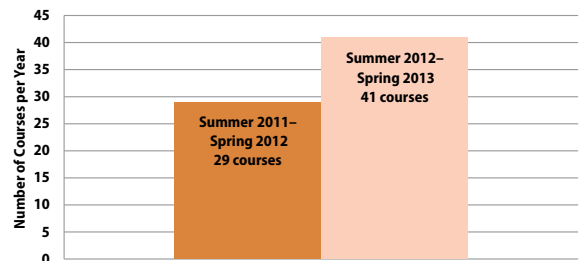 Number of Courses per Year
45
40
35
30
25
20
15
10
5
0
Summer 2011–
Spring 2012
29 courses
Summer 2012–
Spring 2013
41 courses